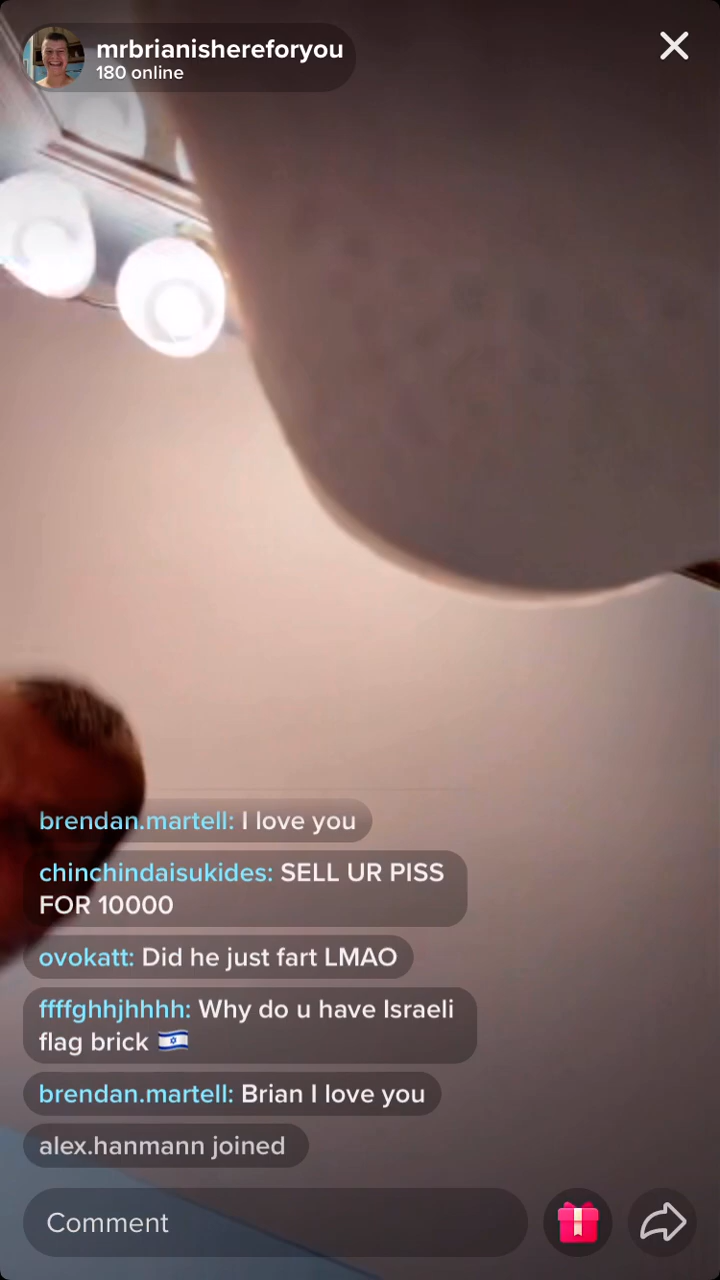 mrbrianishereforyou
180 online
brendan.martell: I love you
chinchindaisukides: SELL UR PISS
FOR 10000
ovokatt: Did he just fart LMAO
ffffghhjhhhh: Why do u have Israeli
flag brick 🇮🇱
brendan.martell: Brian I love you
alex.hanmann joined
Comment